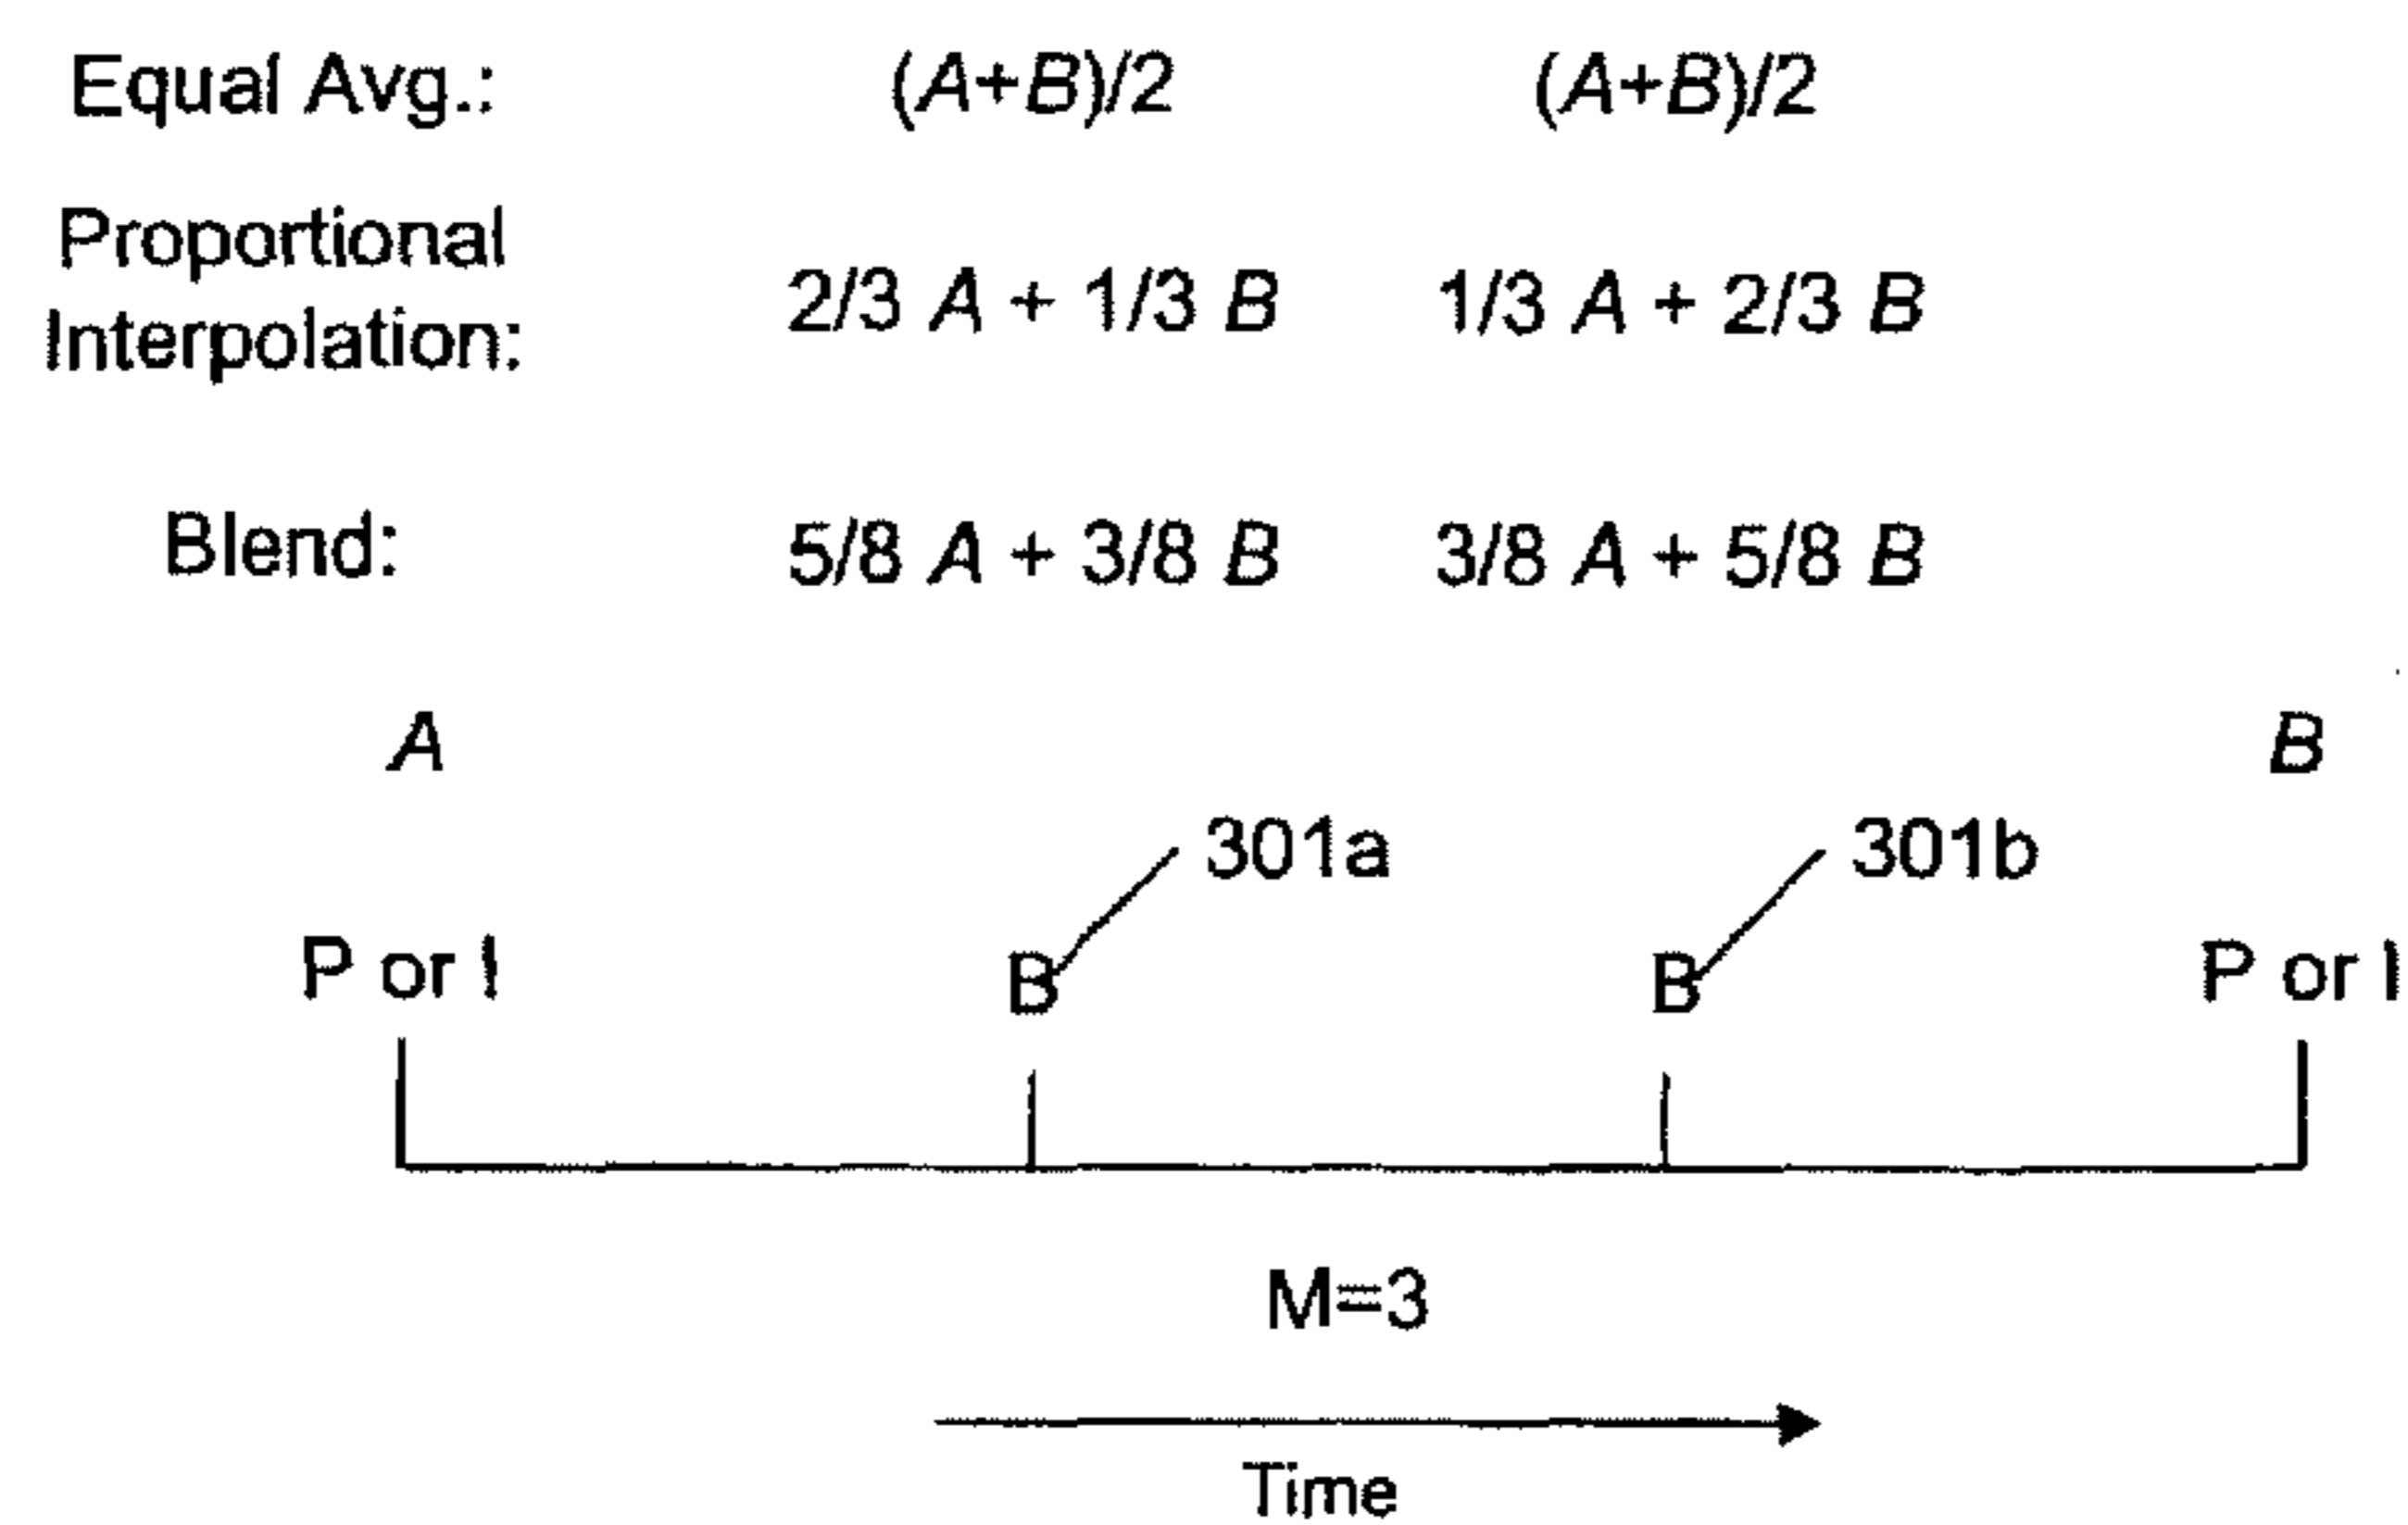 Equal Avg.: (A+B)/2 (A+B)/2
Proportional
Interpolation: 2/3 A + 1/3 B 1/3 A + 2/3 B
Blend: 5/8 A + 3/8 B 3/8 A + 5/8 B
A B
301a 301b
P or I B B P or I
M=3
Time